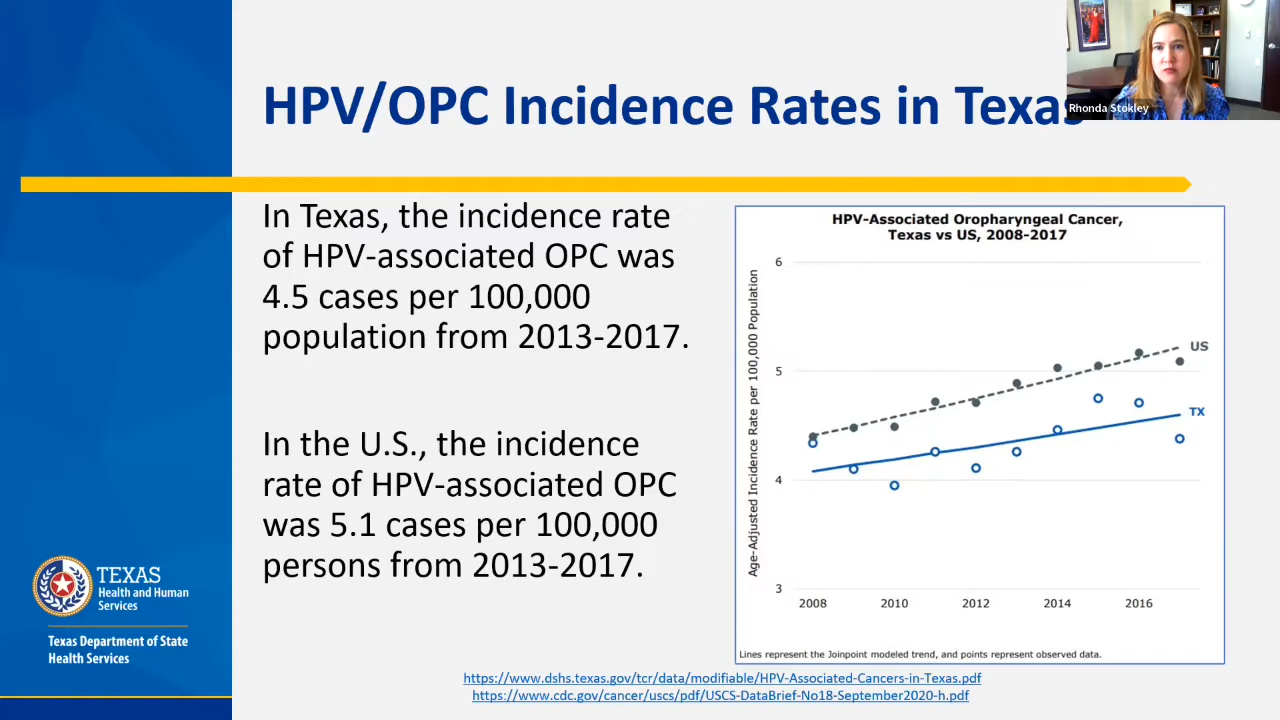 HPV/OPC Incidence Rates in Texas
Rhonda Stokley
In Texas, the incidence rate
of HPV-associated OPC was
4.5 cases per 100,000
population from 2013-2017.
In the U.S., the incidence
rate of HPV-associated OPC
was 5.1 cases per 100,000
persons from 2013-2017.
HPV-Associated Oropharyngeal Cancer,
Texas vs US, 2008-2017
Age-Adjusted Incidence Rate per 100,000 Population
6
5
4
3
US
TX
2008 2010 2012 2014 2016
Lines represent the Joinpoint modeled trend, and points represent observed data.
TEXAS
Health and Human
Services
Texas Department of State
Health Services
https://www.dshs.texas.gov/tcr/data/modifiable/HPV-Associated-Cancers-in-Texas.pdf
https://www.cdc.gov/cancer/uscs/pdf/USCS-DataBrief-No18-September2020-h.pdf